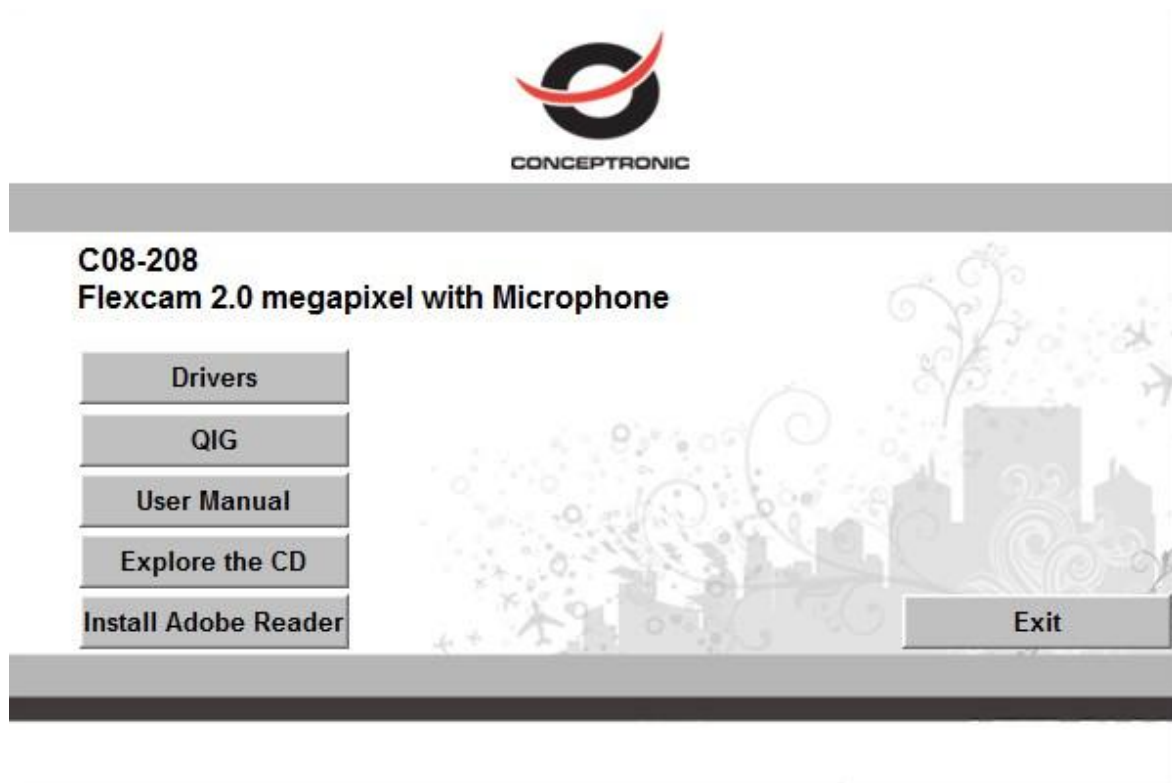 CONCEPTRONIC
C08-208
Flexcam 2.0 megapixel with Microphone
Drivers
QIG
User Manual
Explore the CD
Install Adobe Reader
Exit